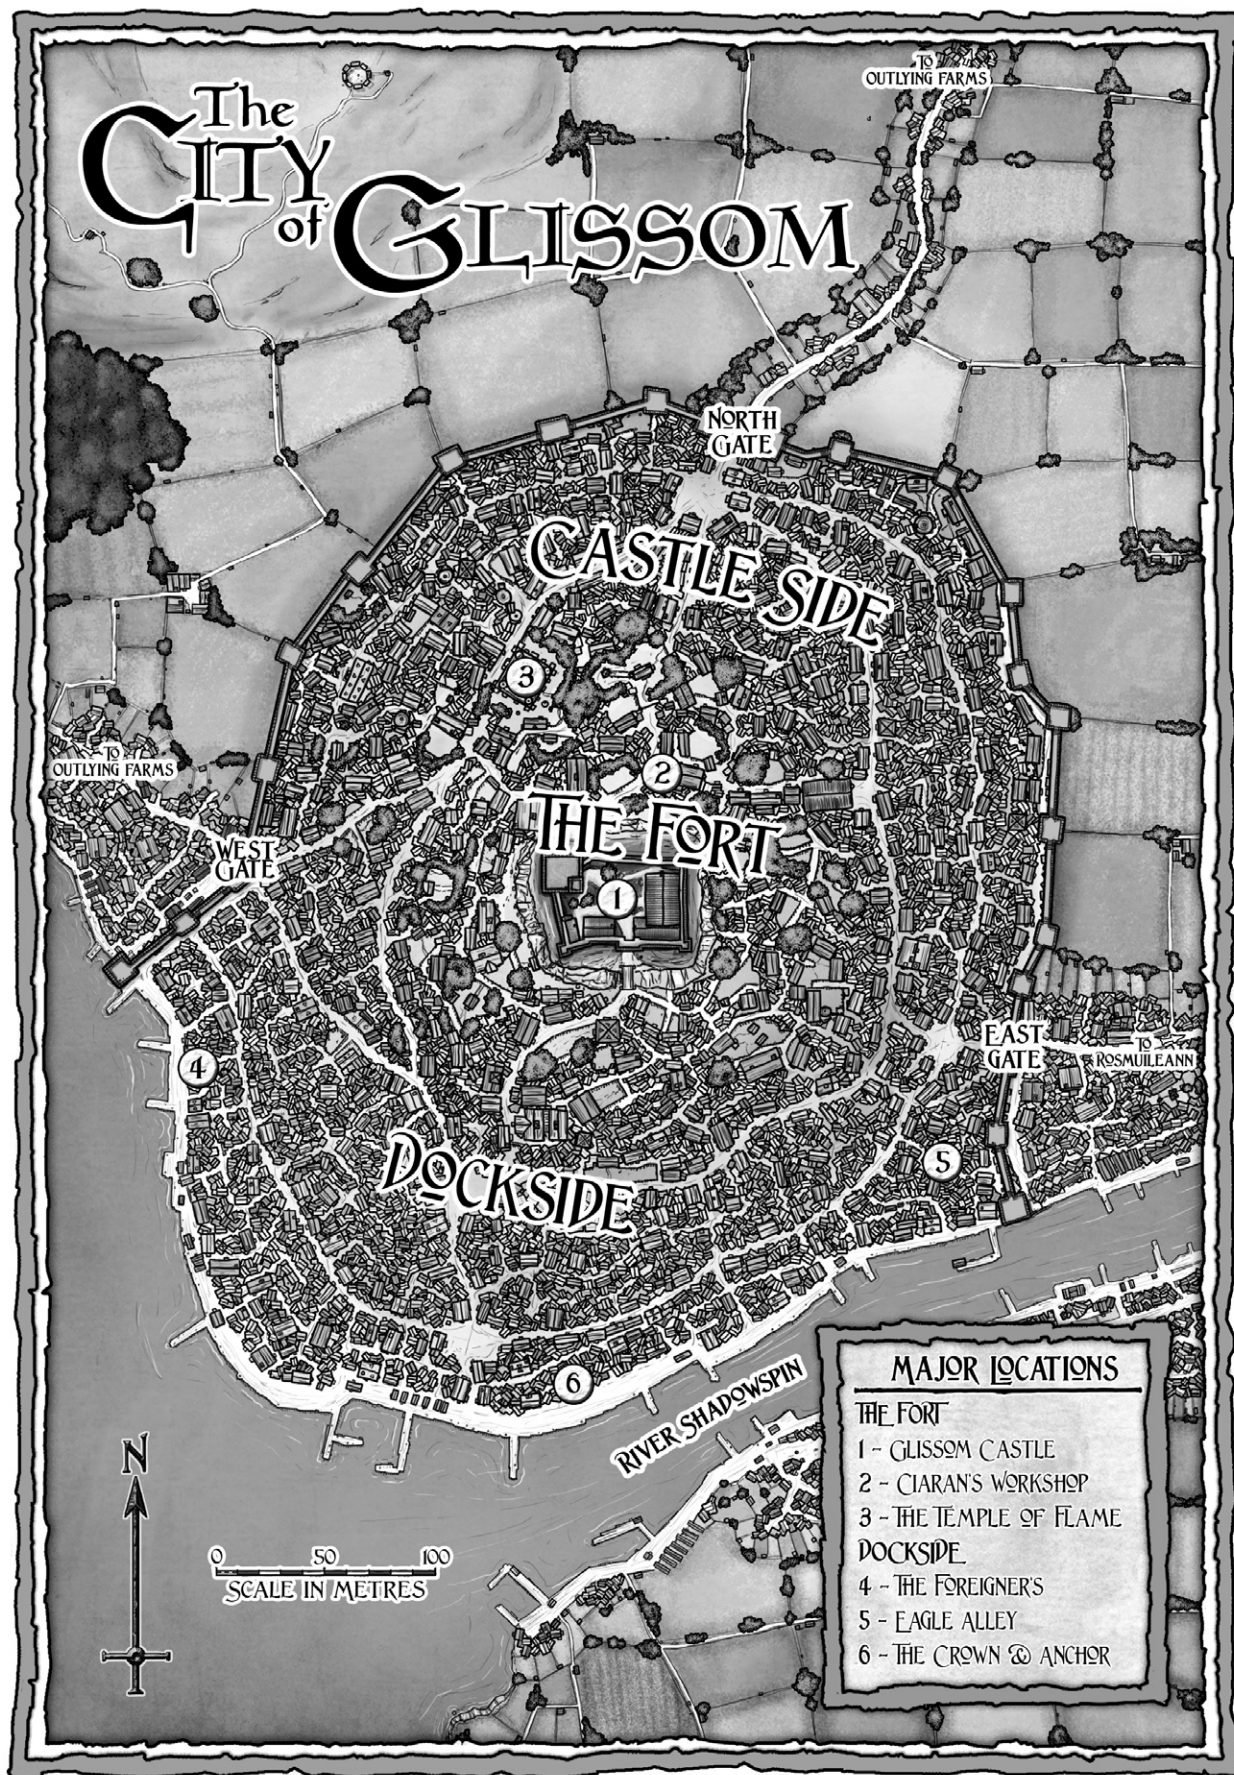 The
City
of Glissom
To
Outlying Farms
North
Gate
Castle Side
3
To
Outlying Farms
2
The Fort
West
Gate
1
East
Gate
To
Rosmuileann
4
5
Dockside
6
River Shadowspin
N
0 50 100
Scale in Metres
Major Locations
The Fort
1 - Glissom Castle
2 - Ciaran's Workshop
3 - The Temple of Flame
Dockside
4 - The Foreigner's
5 - Eagle Alley
6 - The Crown & Anchor